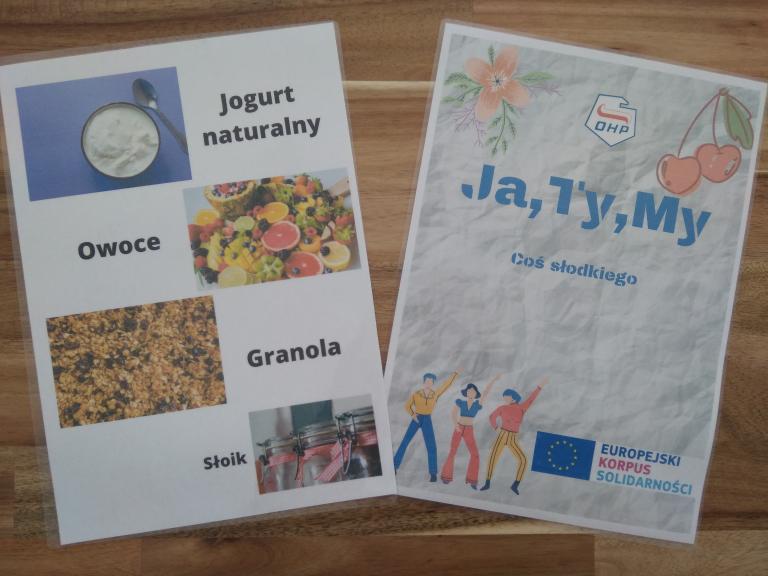 Jogurt
naturalny
Owoce
Granola
Słoik
OHP
Ja,Ty,My
Coś słodkiego
EUROPEJSKI
KORPUS
SOLIDARNOŚCI